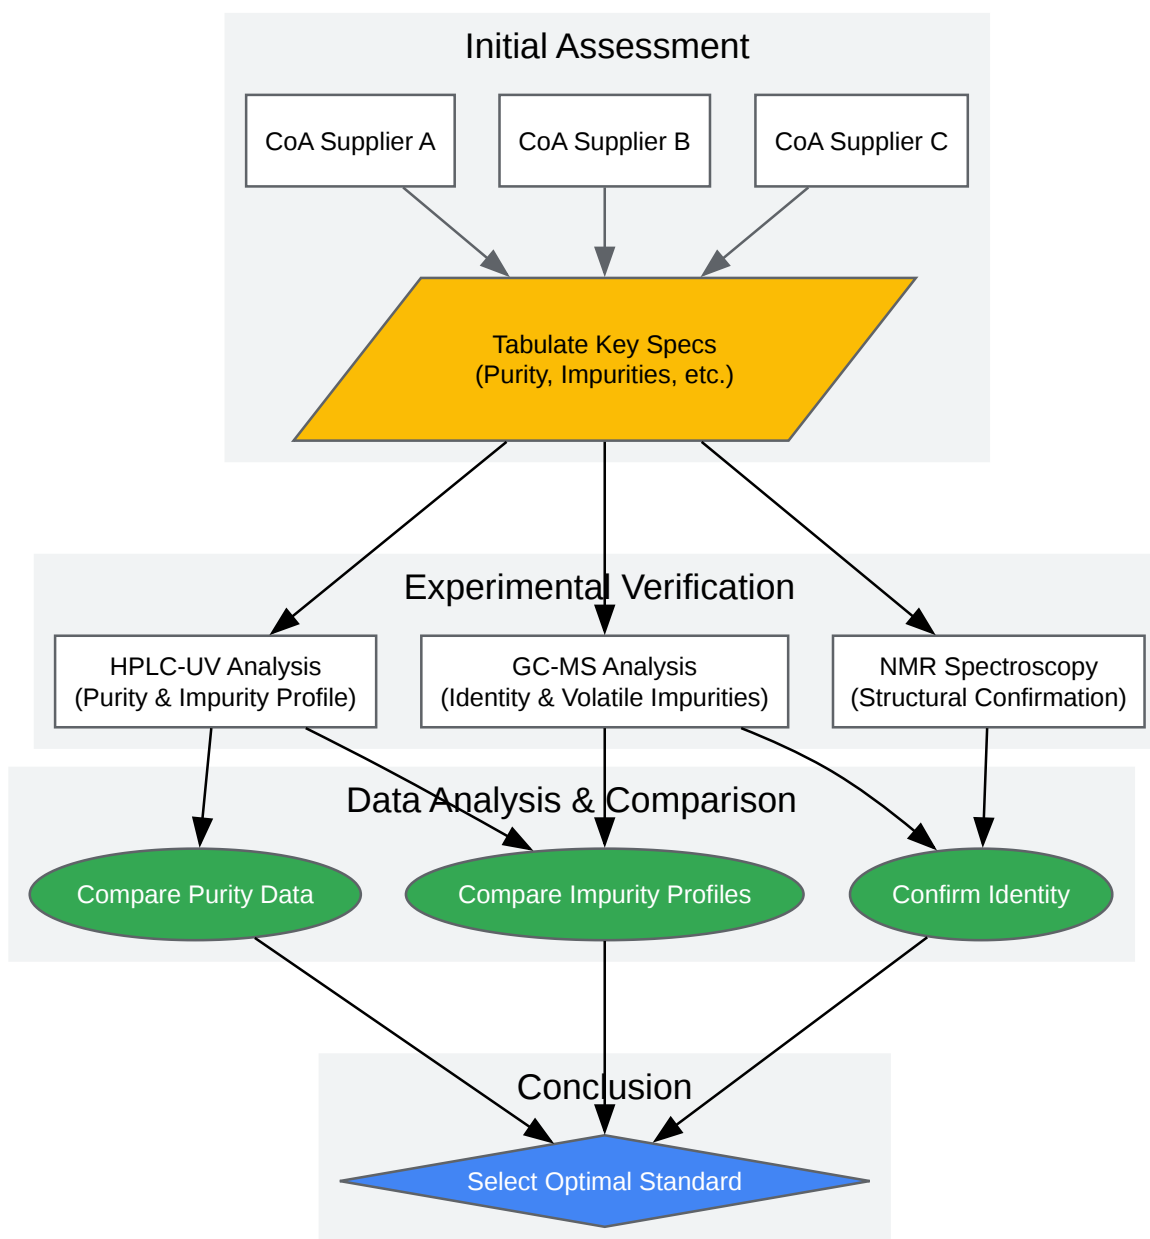 Initial Assessment
CoA Supplier A
CoA Supplier B
CoA Supplier C
Tabulate Key Specs
(Purity, Impurities, etc.)
Experimental Verification
HPLC-UV Analysis
(Purity & Impurity Profile)
GC-MS Analysis
(Identity & Volatile Impurities)
NMR Spectroscopy
(Structural Confirmation)
Data Analysis & Comparison
Compare Purity Data
Compare Impurity Profiles
Confirm Identity
Conclusion
Select Optimal Standard